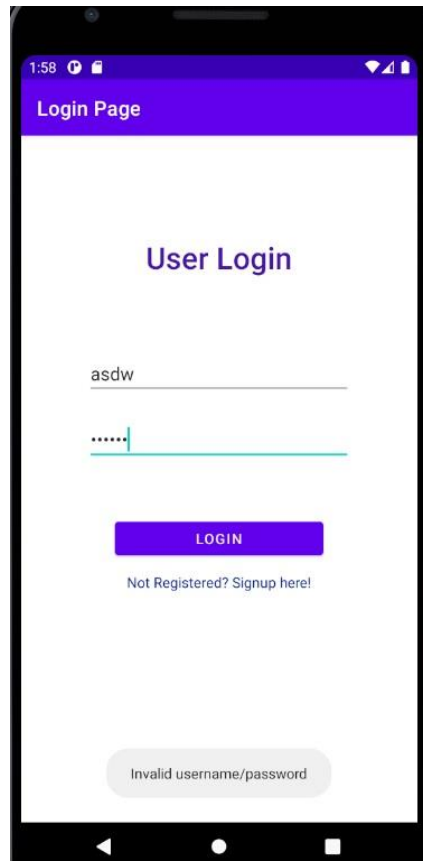 1:58
Login Page
User Login
asdw
••••••
LOGIN
Not Registered? Signup here!
Invalid username/password